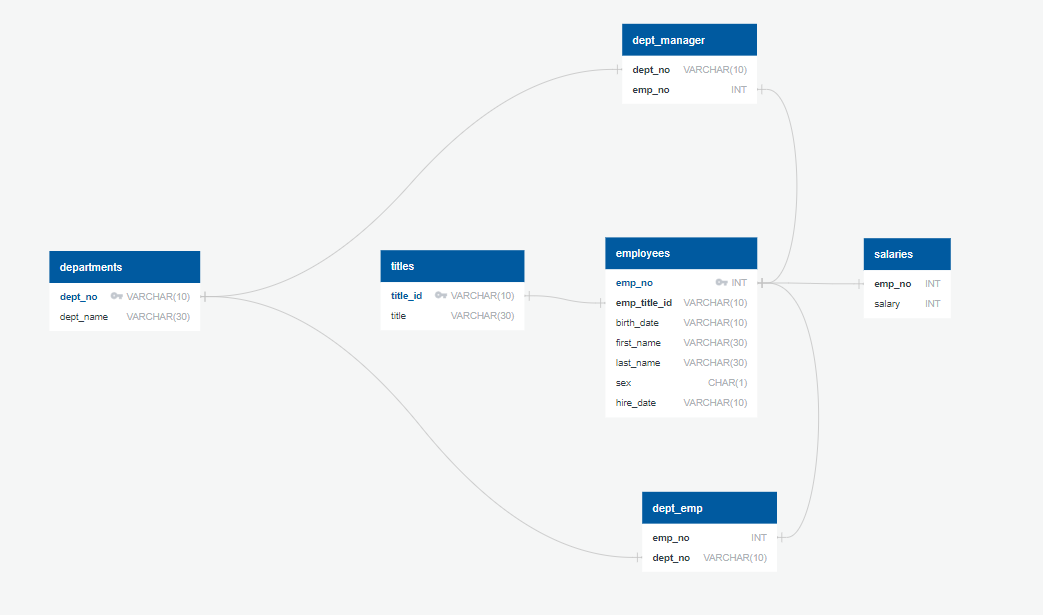 dept_manager
dept_no VARCHAR(10)
emp_no INT
departments
dept_no VARCHAR(10)
dept_name VARCHAR(30)
titles
title_id VARCHAR(10)
title VARCHAR(30)
employees
emp_no INT
emp_title_id VARCHAR(10)
birth_date VARCHAR(10)
first_name VARCHAR(30)
last_name VARCHAR(30)
sex CHAR(1)
hire_date VARCHAR(10)
salaries
emp_no INT
salary INT
dept_emp
emp_no INT
dept_no VARCHAR(10)